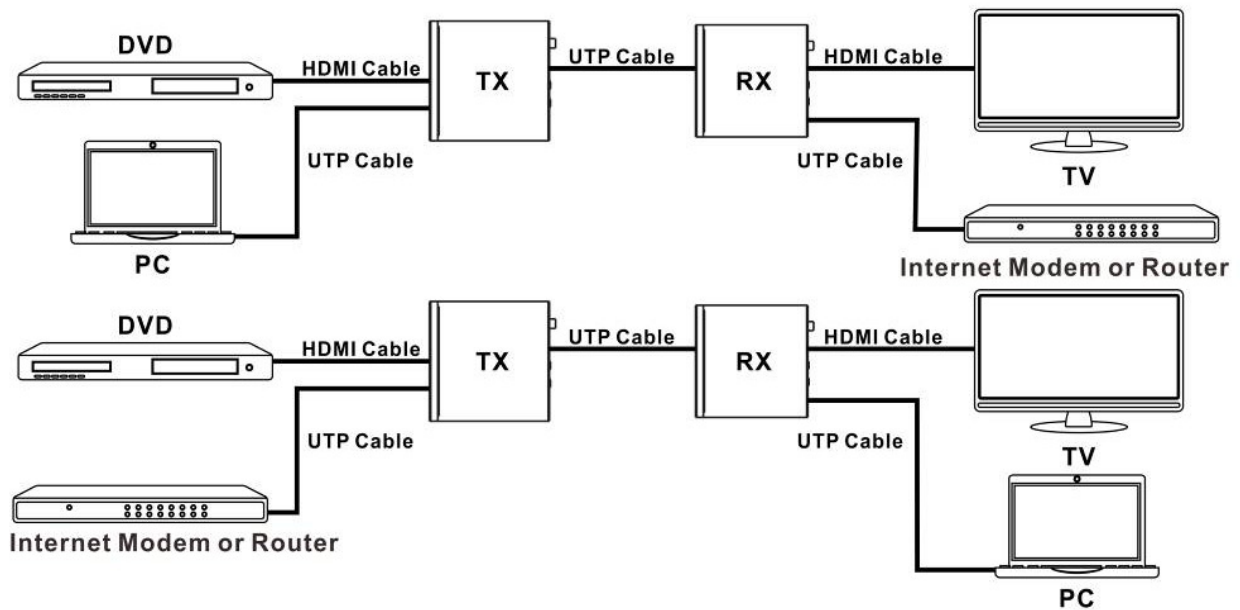 DVD
HDMI Cable
TX
UTP Cable
RX
HDMI Cable
UTP Cable
UTP Cable
TV
PC
Internet Modem or Router
DVD
HDMI Cable
TX
UTP Cable
RX
HDMI Cable
UTP Cable
UTP Cable
TV
Internet Modem or Router
PC